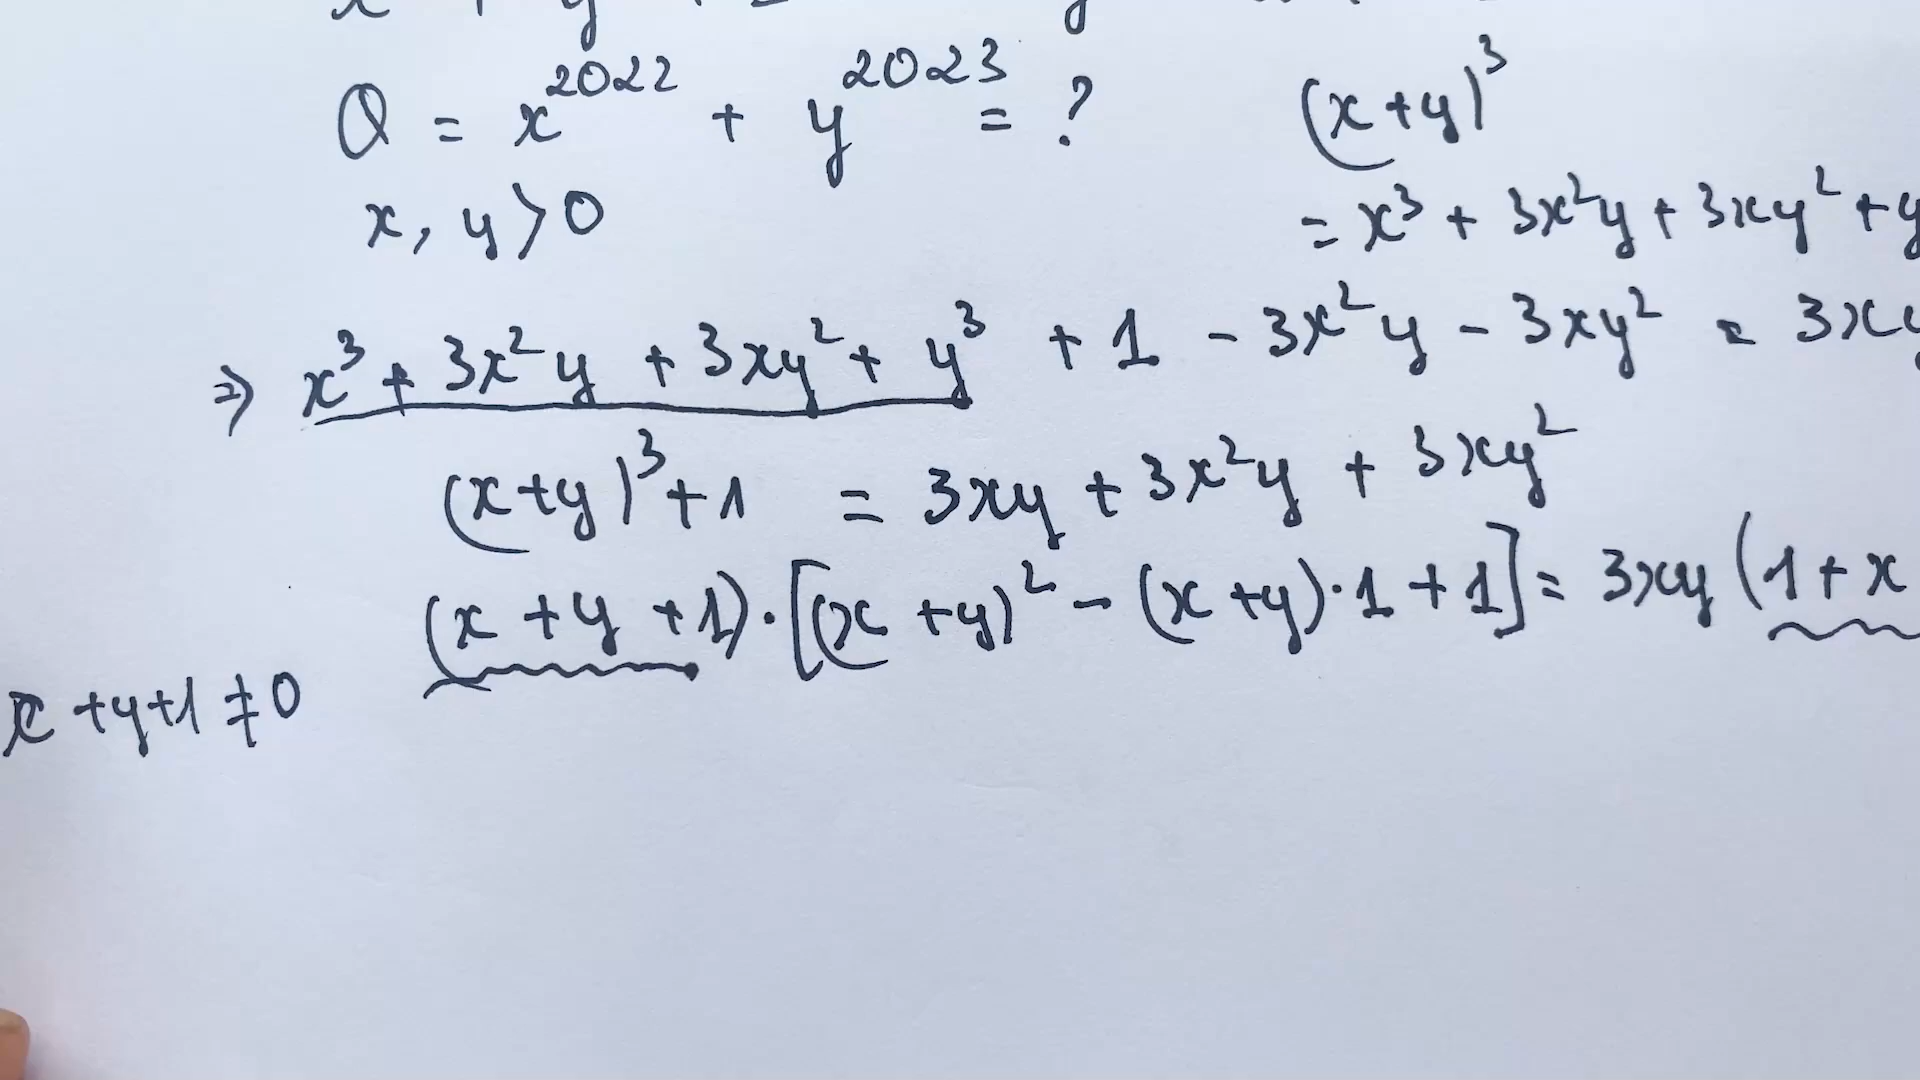 Q = x^2022 + y^2023 = ?
x, y > 0
(x+y)^3
= x^3 + 3x^2y + 3xy^2 + y
⇒ x^3 + 3x^2y + 3xy^2 + y^3 + 1 - 3x^2y - 3xy^2 = 3xy
(x+y)^3 + 1 = 3xy + 3x^2y + 3xy^2
(x + y + 1)·[(x + y)^2 - (x + y)·1 + 1] = 3xy (1 + x
x + y + 1 ≠ 0